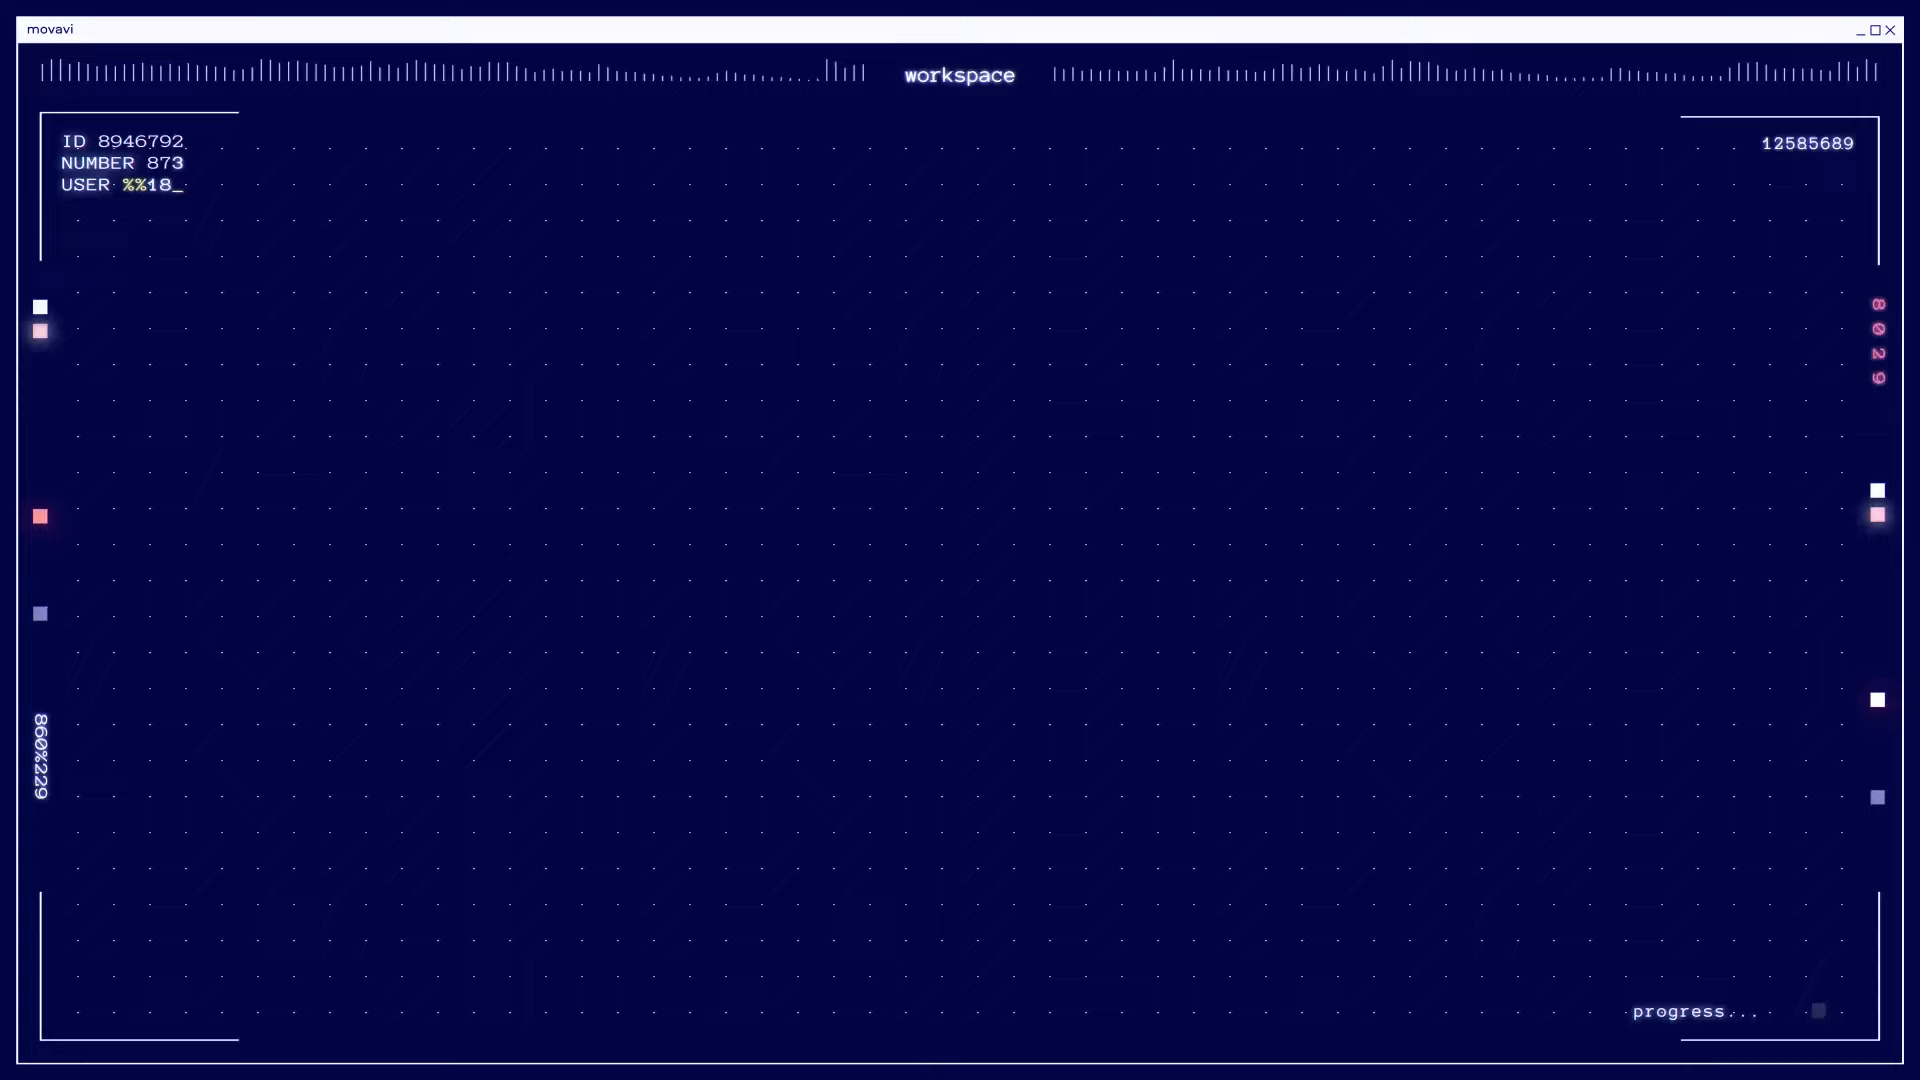 movavi
workspace
ID 8946792
NUMBER 873
USER %%18_
12585689
8029
860%229
progress...